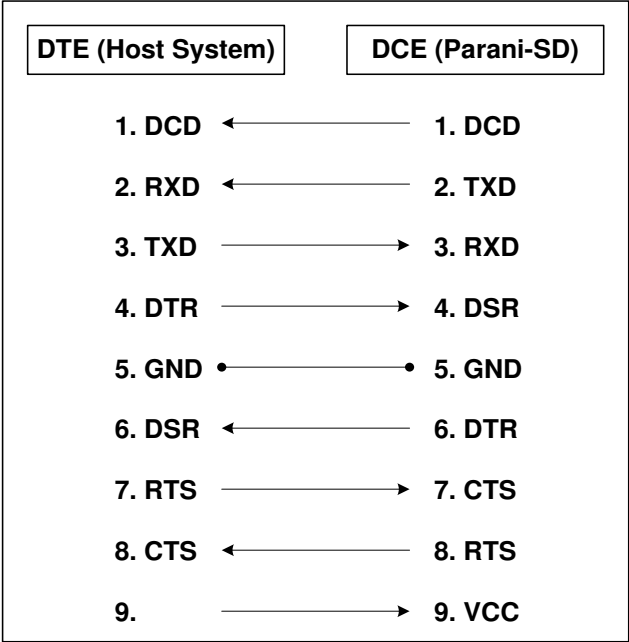 DTE (Host System) DCE (Parani-SD)
1. DCD 1. DCD
2. RXD 2. TXD
3. TXD 3. RXD
4. DTR 4. DSR
5. GND 5. GND
6. DSR 6. DTR
7. RTS 7. CTS
8. CTS 8. RTS
9. 9. VCC